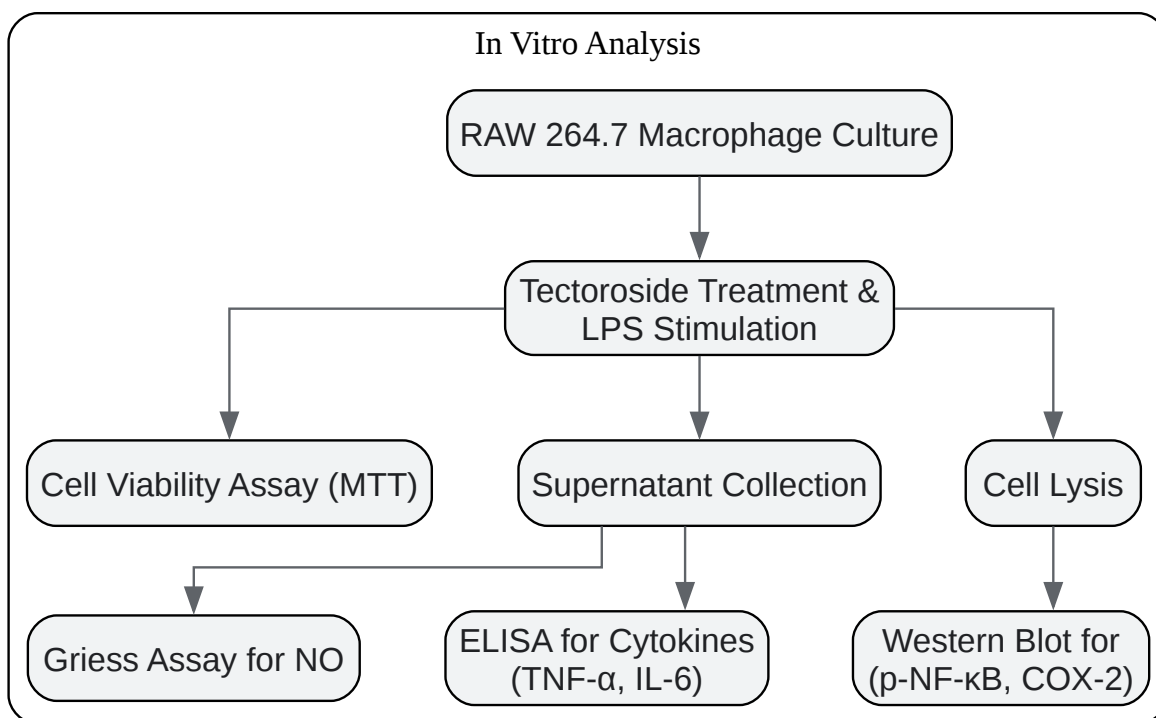 In Vitro Analysis
RAW 264.7 Macrophage Culture
Tectoroside Treatment &
LPS Stimulation
Cell Viability Assay (MTT)
Supernatant Collection
Cell Lysis
Griess Assay for NO
ELISA for Cytokines
(TNF-α, IL-6)
Western Blot for
(p-NF-κB, COX-2)